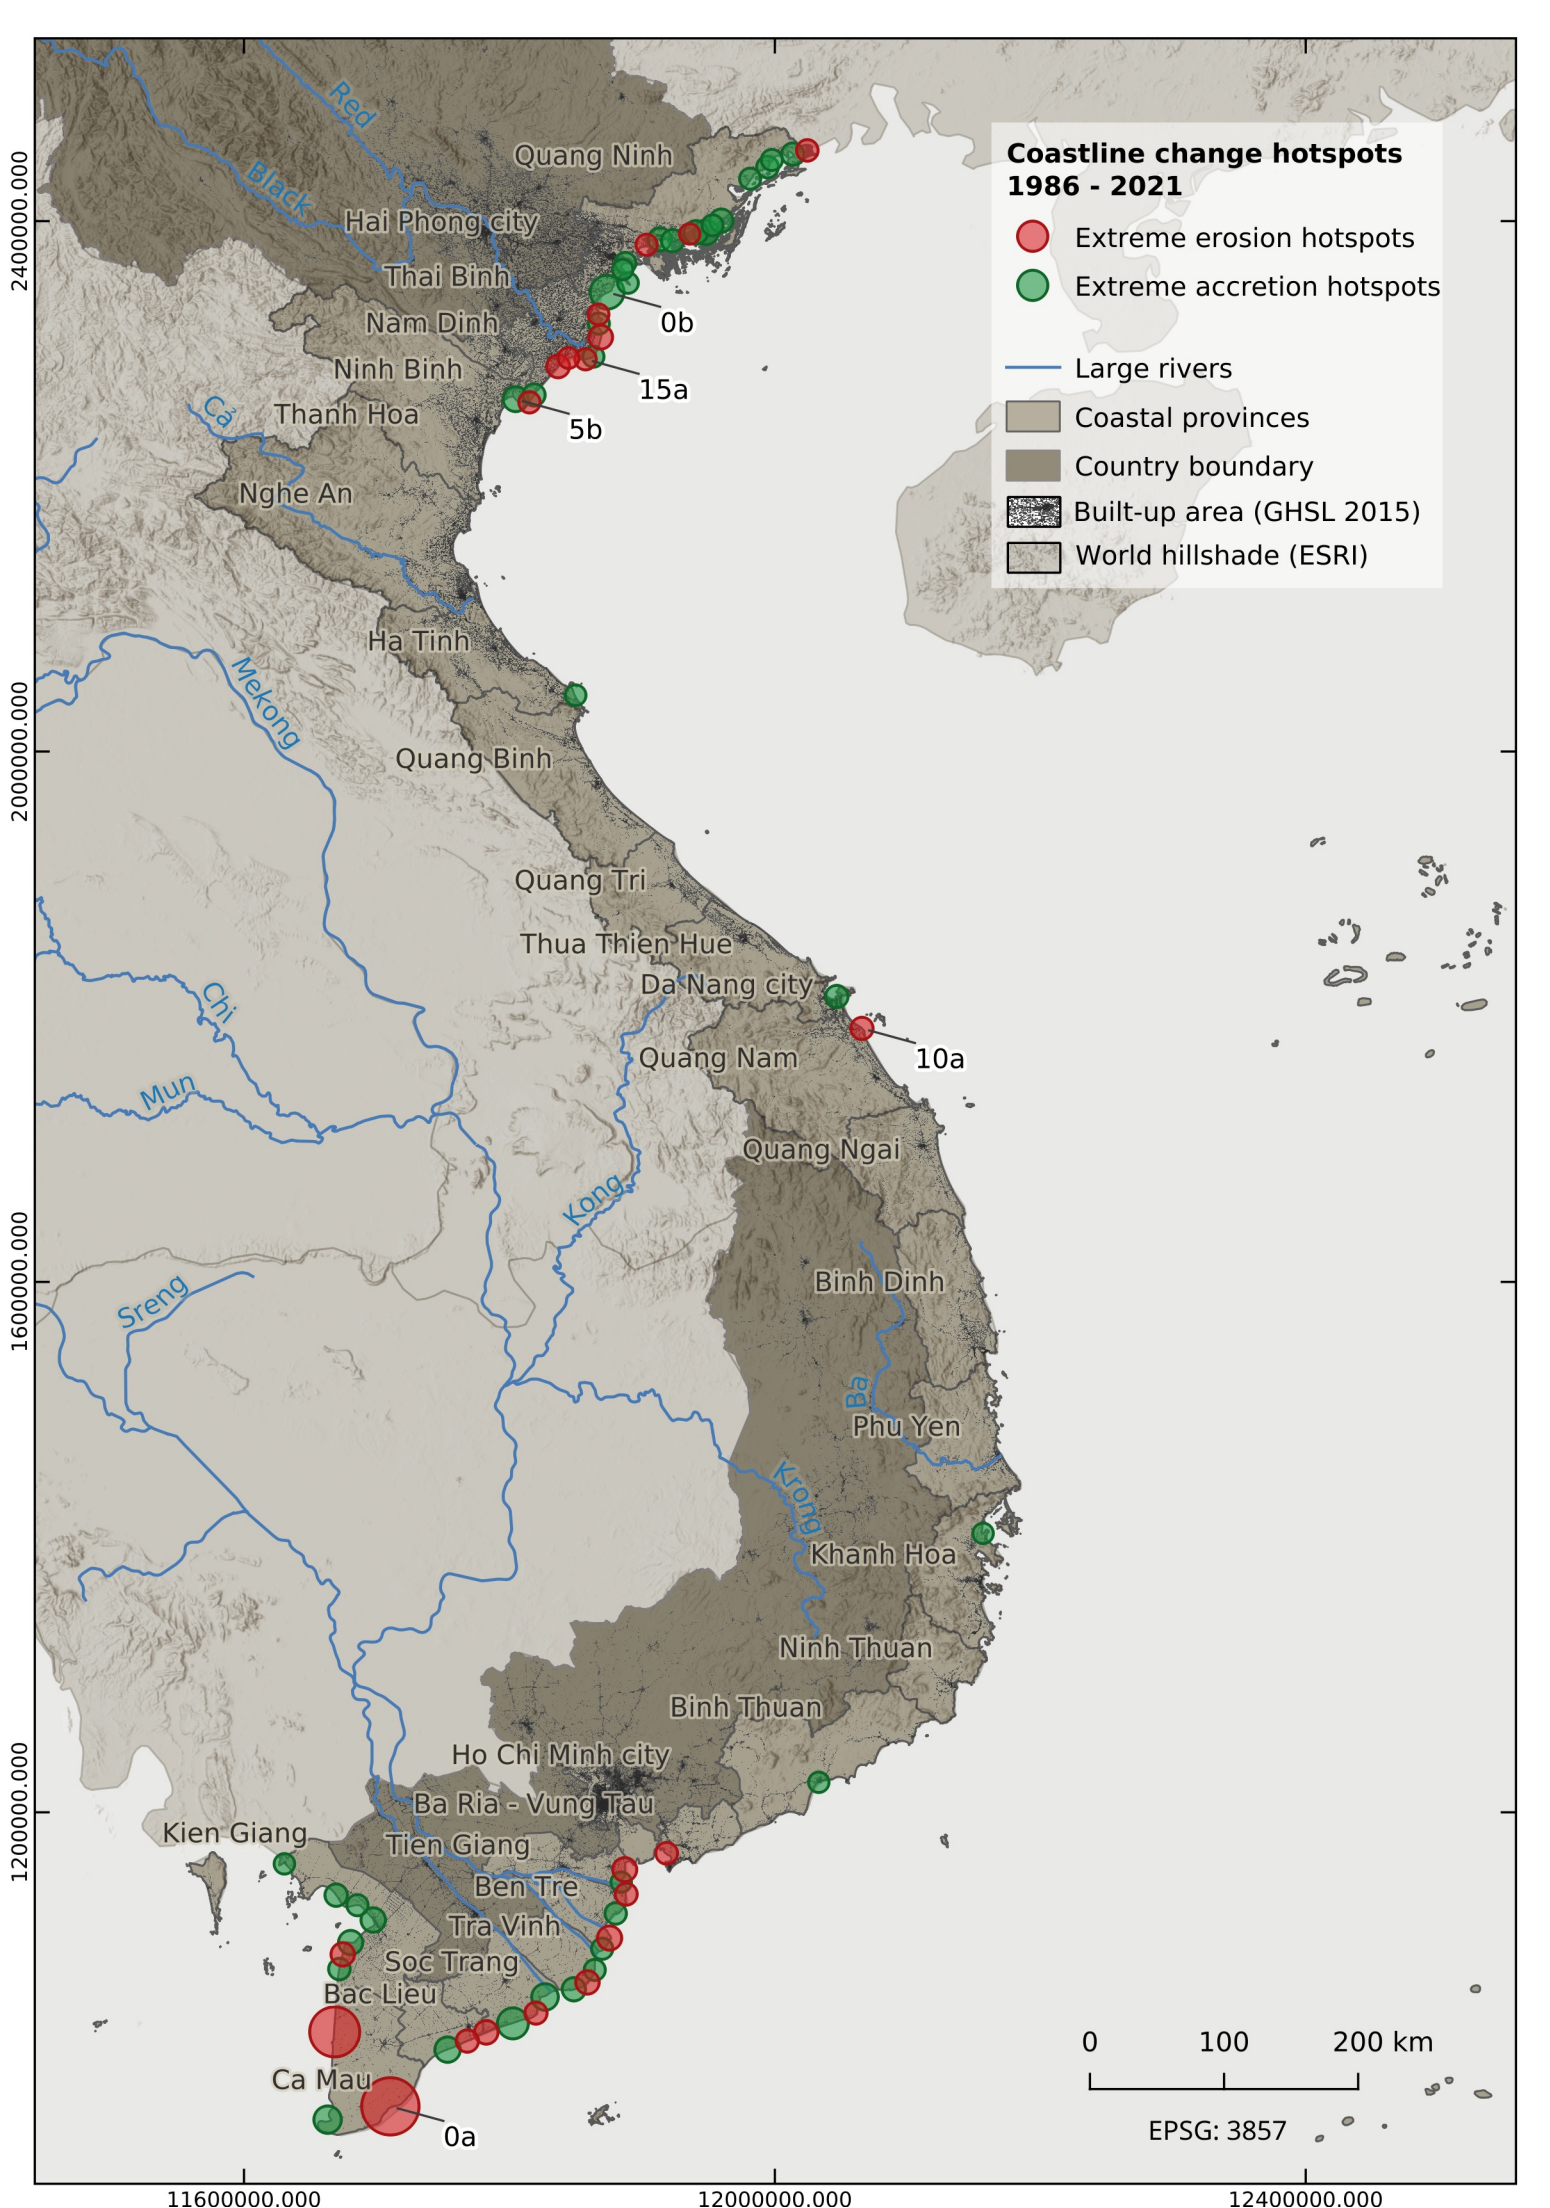 Coastline change hotspots
1986 - 2021
Extreme erosion hotspots
Extreme accretion hotspots
Large rivers
Coastal provinces
Country boundary
Built-up area (GHSL 2015)
World hillshade (ESRI)
Red
Black
Quang Ninh
Hai Phong city
Thai Binh
Nam Dinh
0b
Ninh Binh
15a
Thanh Hoa
5b
Cả
Nghe An
Ha Tinh
Mekong
Quang Binh
Quang Tri
Thua Thien Hue
Da Nang city
Chi
10a
Quang Nam
Mun
Quang Ngai
Kong
Binh Dinh
Sreng
Ba
Phu Yen
Krong
Khanh Hoa
Ninh Thuan
Binh Thuan
Ho Chi Minh city
Ba Ria - Vung Tau
Kien Giang
Tien Giang
Ben Tre
Tra Vinh
Soc Trang
Bac Lieu
Ca Mau
0a
0 100 200 km
EPSG: 3857
2400000.000
2000000.000
1600000.000
1200000.000
11600000.000 12000000.000 12400000.000